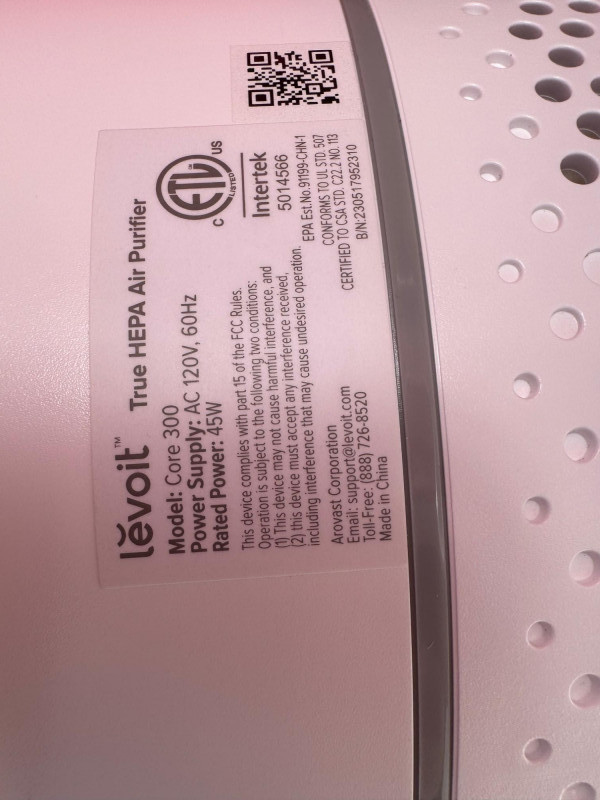 lěvoit™ True HEPA Air Purifier
Model: Core 300
Power Supply: AC 120V, 60Hz
Rated Power: 45W
This device complies with part 15 of the FCC Rules.
Operation is subject to the following two conditions:
(1) This device may not cause harmful interference, and
(2) this device must accept any interference received,
including interference that may cause undesired operation.
Arovast Corporation
Email: support@levoit.com
Toll-Free: (888) 726-8520
Made in China
C ETL LISTED US
Intertek
5014566
EPA Est.No.91199-CHN-1
CONFORMS TO UL STD. 507
CERTIFIED TO CSA STD. C22.2 NO. 113
B/N:230517952310